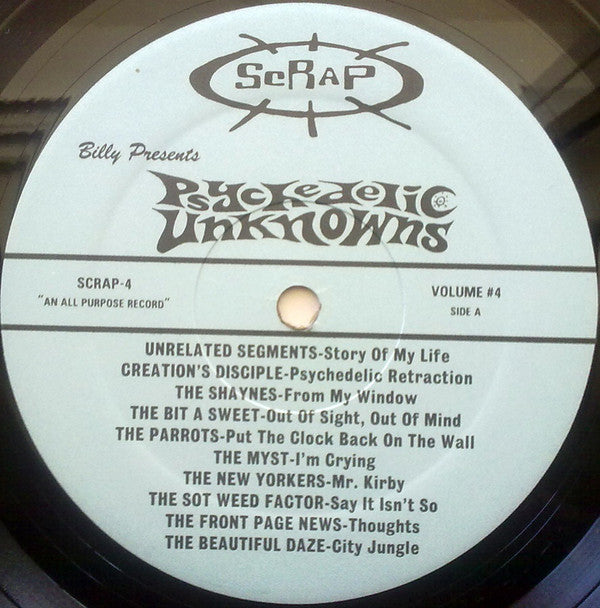 ScRAP
Billy Presents
Psychedelic
Unknowns
SCRAP-4
"AN ALL PURPOSE RECORD"
VOLUME #4
SIDE A
UNRELATED SEGMENTS-Story Of My Life
CREATION'S DISCIPLE-Psychedelic Retraction
THE SHAYNES-From My Window
THE BIT A SWEET-Out Of Sight, Out Of Mind
THE PARROTS-Put The Clock Back On The Wall
THE MYST-I'm Crying
THE NEW YORKERS-Mr. Kirby
THE SOT WEED FACTOR-Say It Isn't So
THE FRONT PAGE NEWS-Thoughts
THE BEAUTIFUL DAZE-City Jungle